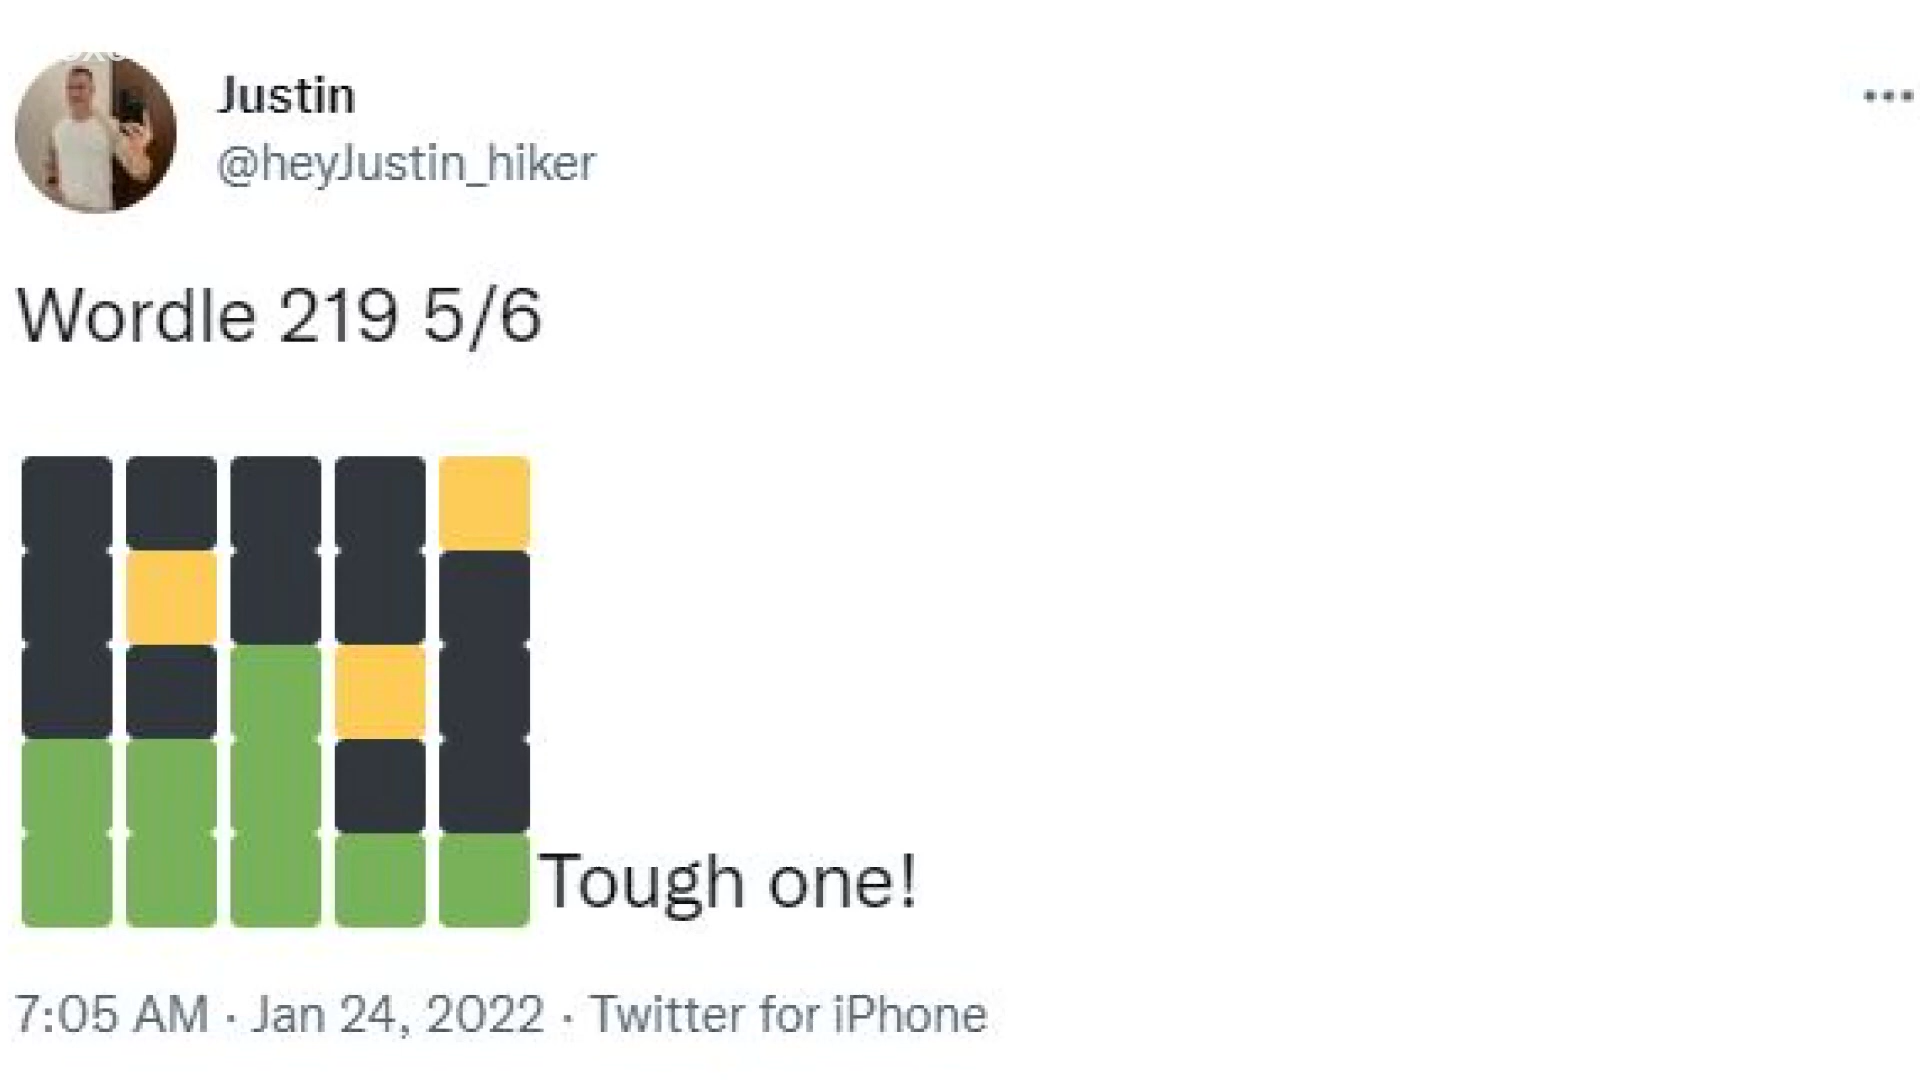 Justin
@heyJustin_hiker
Wordle 219 5/6
Tough one!
7:05 AM · Jan 24, 2022 · Twitter for iPhone